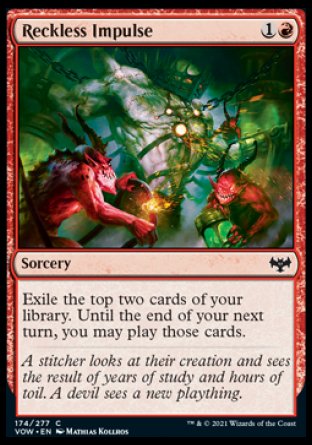 Reckless Impulse 1
Sorcery
Exile the top two cards of your
library. Until the end of your next
turn, you may play those cards.
A stitcher looks at their creation and sees
the result of years of study and hours of
toil. A devil sees a new plaything.
174/277 C
VOW • EN MATHIAS KOLLROS
™ & © 2021 Wizards of the Coast